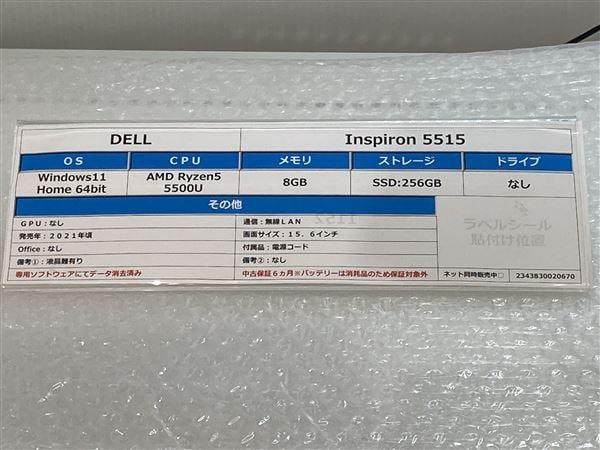 DELL Inspiron 5515
OS CPU メモリ ストレージ ドライブ
Windows11 Home 64bit AMD Ryzen5 5500U 8GB SSD:256GB なし
その他
GPU:なし 通信:無線LAN
発売年:2021年頃 画面サイズ:15.6インチ
Office:なし 付属品:電源コード
備考①:液晶難有り 備考②:なし
専用ソフトウェアにてデータ消去済み 中古保証6ヵ月※バッテリーは消耗品のため保証対象外
ラベルシール
貼付け位置
ネット同時販売中□ 2343830020670
1152